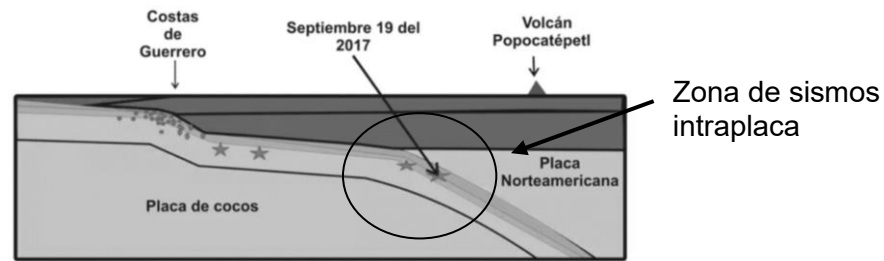 Costas
de
Guerrero
Septiembre 19 del
2017
Volcán
Popocatépetl
Zona de sismos
intraplaca
Placa
Norteamericana
Placa de cocos